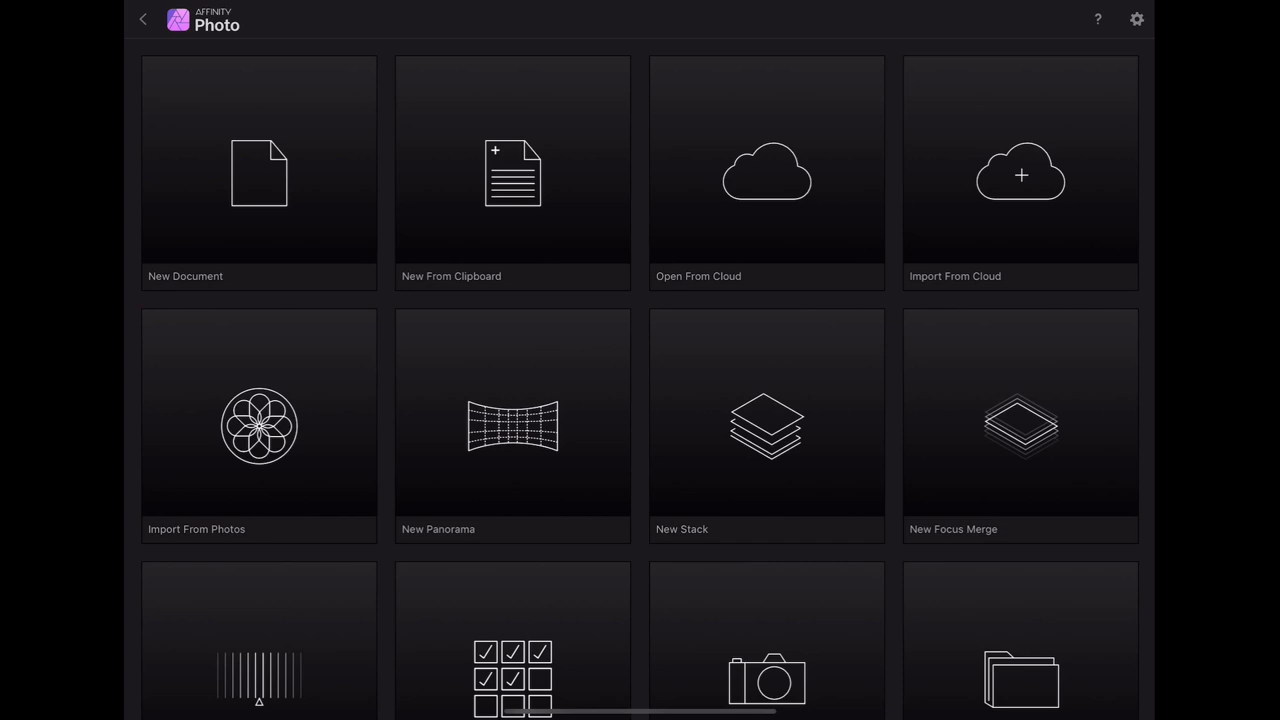 AFFINITY
Photo
?
New Document
New From Clipboard
Open From Cloud
Import From Cloud
Import From Photos
New Panorama
New Stack
New Focus Merge